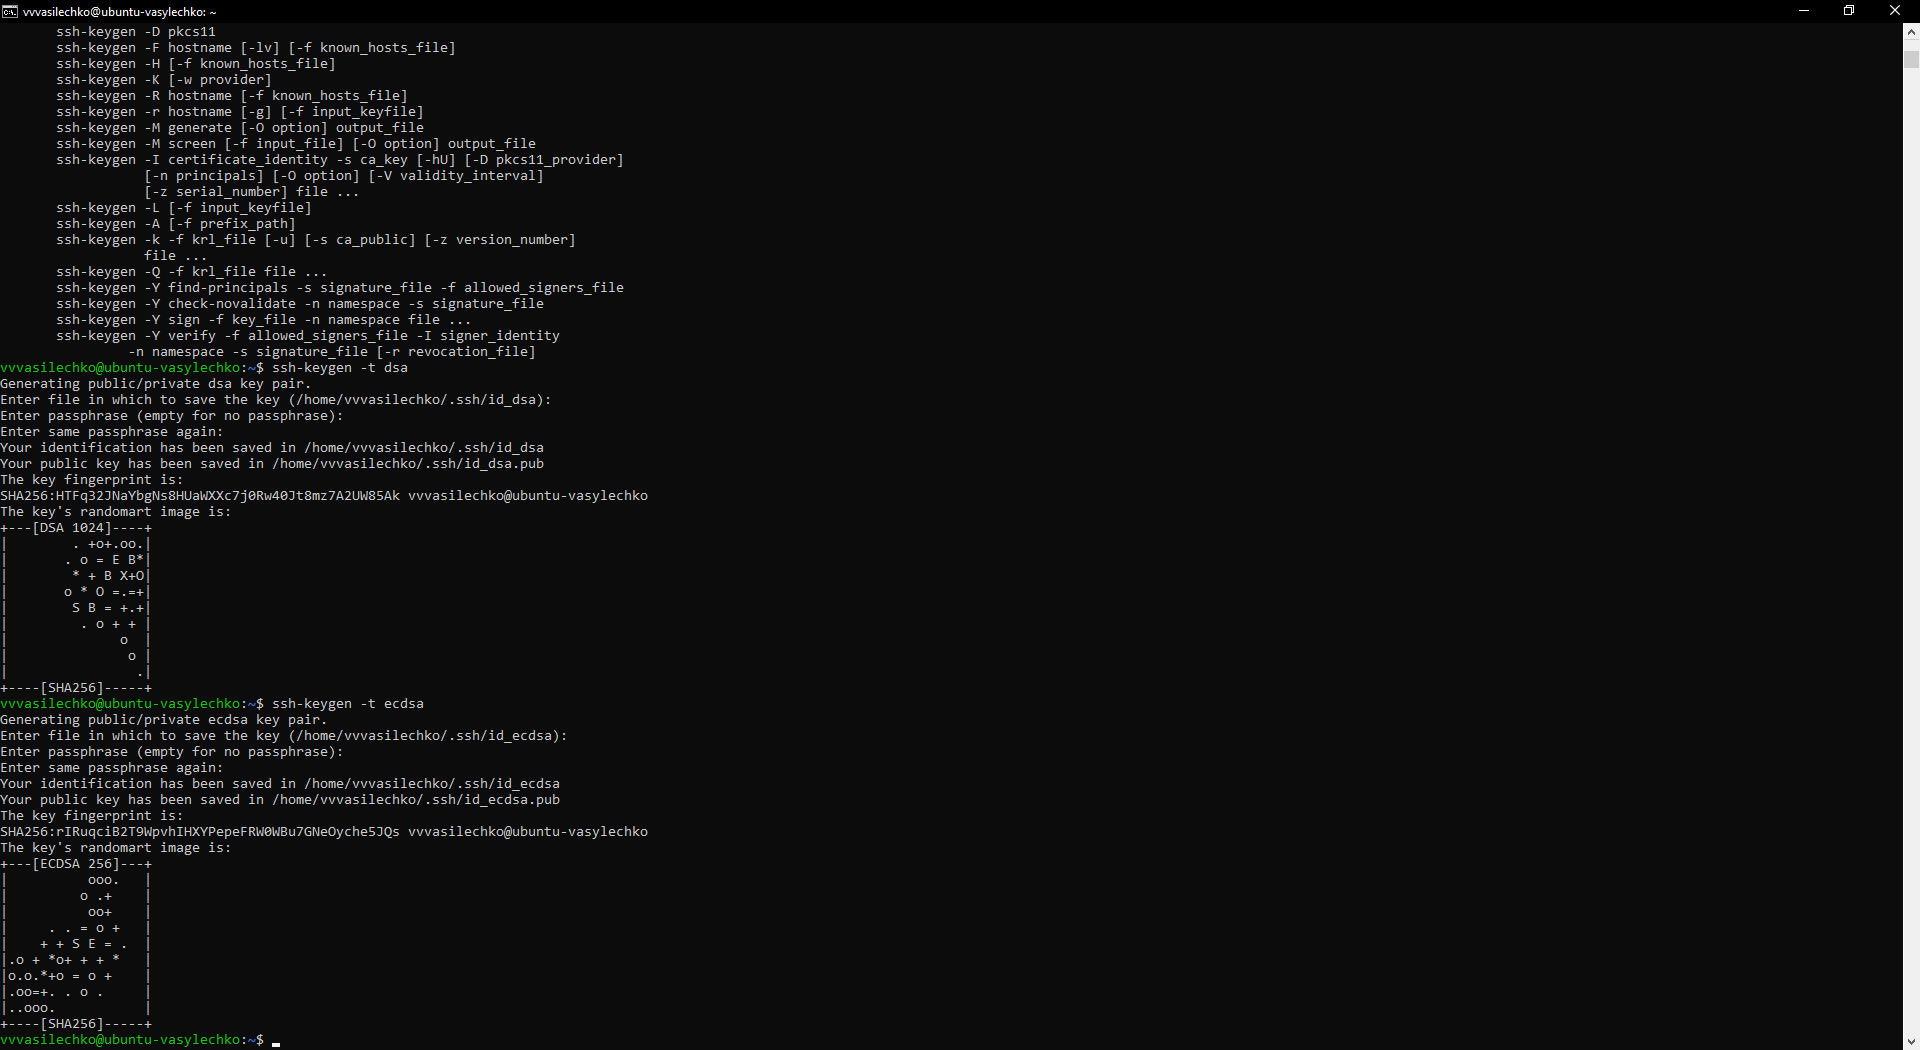 vvvasilechko@ubuntu-vasylechko: ~
ssh-keygen -D pkcs11
ssh-keygen -F hostname [-lv] [-f known_hosts_file]
ssh-keygen -H [-f known_hosts_file]
ssh-keygen -K [-w provider]
ssh-keygen -R hostname [-f known_hosts_file]
ssh-keygen -r hostname [-g] [-f input_keyfile]
ssh-keygen -M generate [-O option] output_file
ssh-keygen -M screen [-f input_file] [-O option] output_file
ssh-keygen -I certificate_identity -s ca_key [-hU] [-D pkcs11_provider]
[-n principals] [-O option] [-V validity_interval]
[-z serial_number] file ...
ssh-keygen -L [-f input_keyfile]
ssh-keygen -A [-f prefix_path]
ssh-keygen -k -f krl_file [-u] [-s ca_public] [-z version_number]
file ...
ssh-keygen -Q -f krl_file file ...
ssh-keygen -Y find-principals -s signature_file -f allowed_signers_file
ssh-keygen -Y check-novalidate -n namespace -s signature_file
ssh-keygen -Y sign -f key_file -n namespace file ...
ssh-keygen -Y verify -f allowed_signers_file -I signer_identity
-n namespace -s signature_file [-r revocation_file]
vvvasilechko@ubuntu-vasylechko:~$ ssh-keygen -t dsa
Generating public/private dsa key pair.
Enter file in which to save the key (/home/vvvasilechko/.ssh/id_dsa):
Enter passphrase (empty for no passphrase):
Enter same passphrase again:
Your identification has been saved in /home/vvvasilechko/.ssh/id_dsa
Your public key has been saved in /home/vvvasilechko/.ssh/id_dsa.pub
The key fingerprint is:
SHA256:HTFq32JNaYbgNs8HUaWXXc7j0Rw40Jt8mz7A2UW85Ak vvvasilechko@ubuntu-vasylechko
The key's randomart image is:
+---[DSA 1024]----+
|        . +o+.oo.|
|       . o = E B*|
|        * + B X+O|
|       o * O =.=+|
|        S B = +.+|
|         . o + + |
|              o  |
|               o |
|                .|
+----[SHA256]-----+
vvvasilechko@ubuntu-vasylechko:~$ ssh-keygen -t ecdsa
Generating public/private ecdsa key pair.
Enter file in which to save the key (/home/vvvasilechko/.ssh/id_ecdsa):
Enter passphrase (empty for no passphrase):
Enter same passphrase again:
Your identification has been saved in /home/vvvasilechko/.ssh/id_ecdsa
Your public key has been saved in /home/vvvasilechko/.ssh/id_ecdsa.pub
The key fingerprint is:
SHA256:rIRuqciB2T9WpvhIHXYPepeFRW0WBu7GNeOyche5JQs vvvasilechko@ubuntu-vasylechko
The key's randomart image is:
+---[ECDSA 256]---+
|          ooo.   |
|         o .+    |
|          oo+    |
|     . . = o +   |
|    + + S E = .  |
|.o + *o+ + + *   |
|o.o.*+o = o +    |
|.oo=+. . o .     |
|..ooo.           |
+----[SHA256]-----+
vvvasilechko@ubuntu-vasylechko:~$